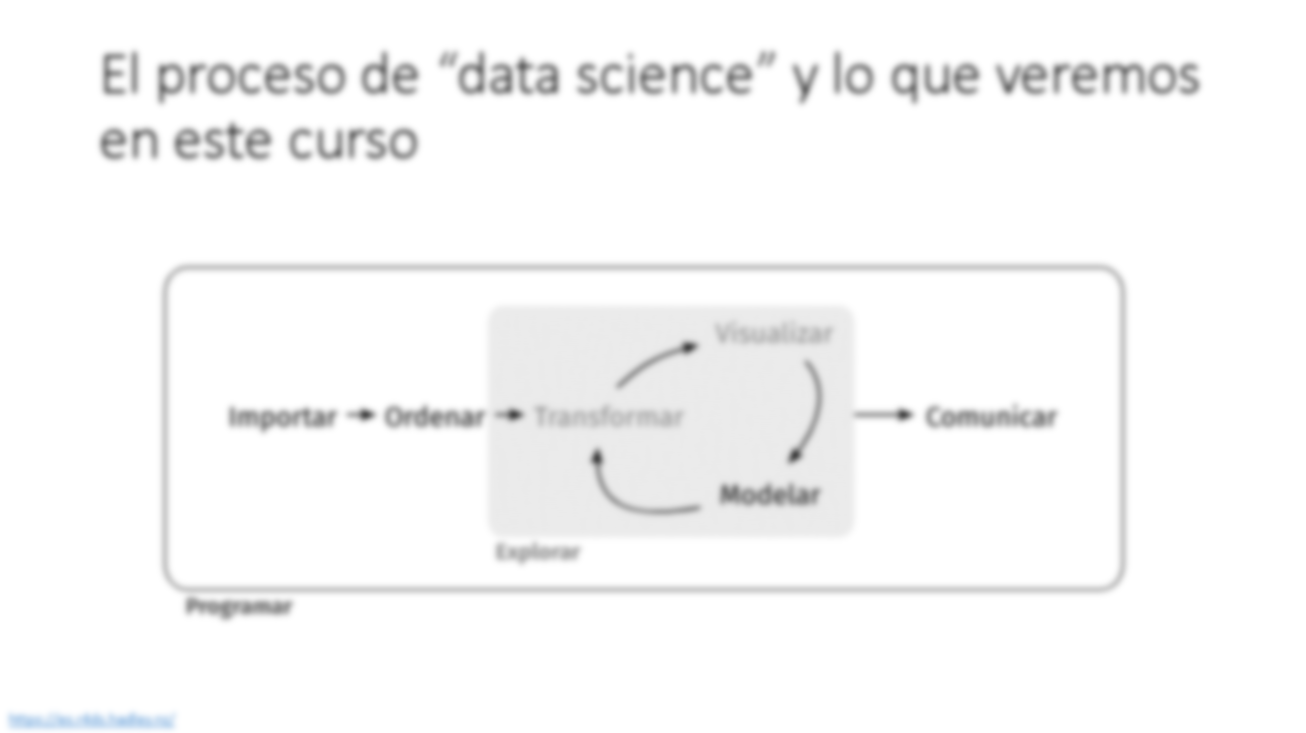 El proceso de “data science” y lo que veremos
en este curso
Visualizar
Importar
Ordenar
Transformar
Comunicar
Modelar
Explorar
Programar